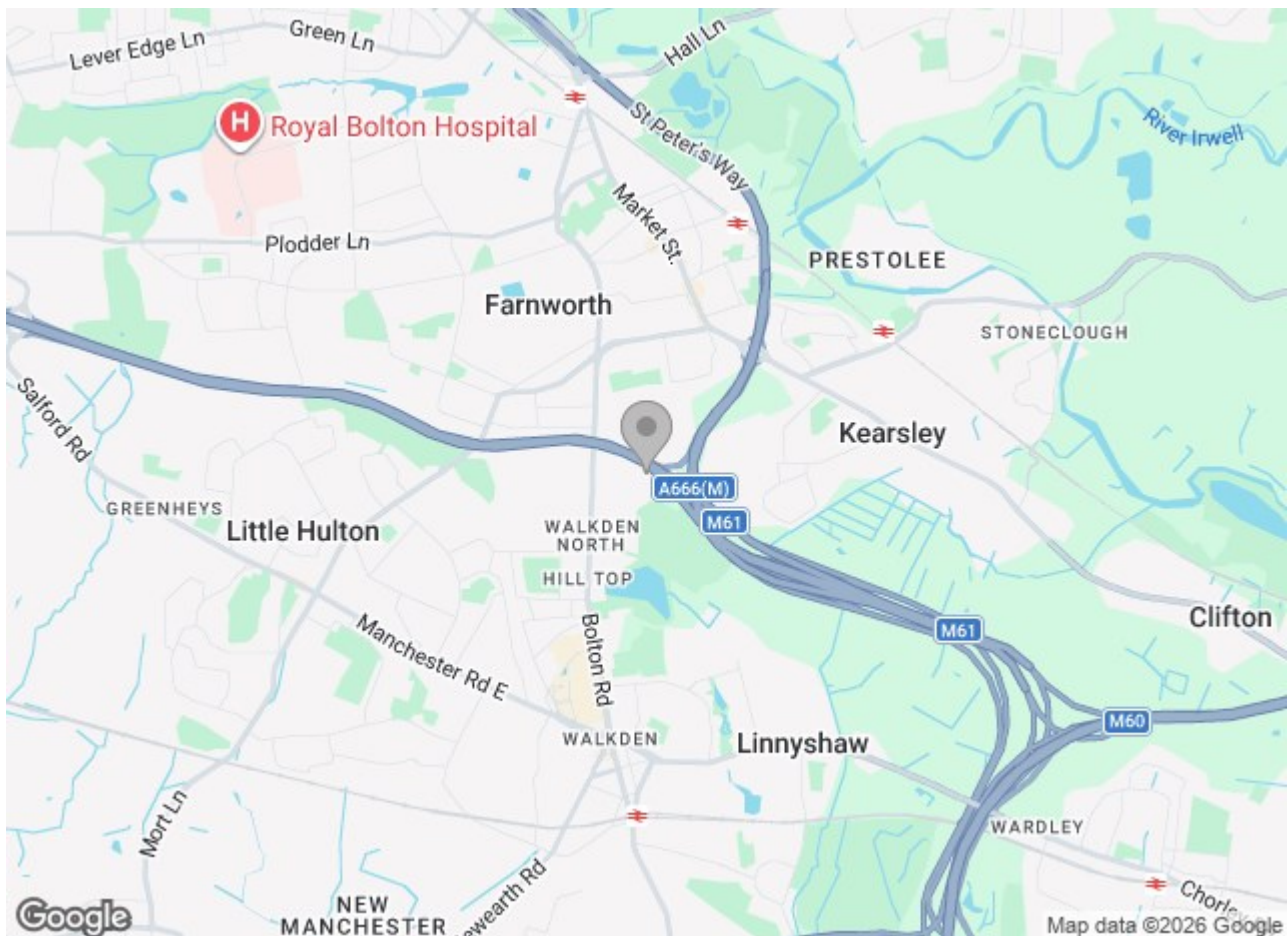 Lever Edge Ln
Green Ln
Hall Ln
H
Royal Bolton Hospital
St Peter's Way
River Irwell
Market St.
Plodder Ln
PRESTOLEE
Farnworth
STONECLOUGH
Salford Rd
Kearsley
A666(M)
M61
GREENHEYS
Little Hulton
WALKDEN
NORTH
HILL TOP
Bolton Rd
M61
Clifton
Manchester Rd E
M60
WALKDEN
Linnyshaw
Mort Ln
WARDLEY
NEW
MANCHESTER
Google
Map data ©2026 Google